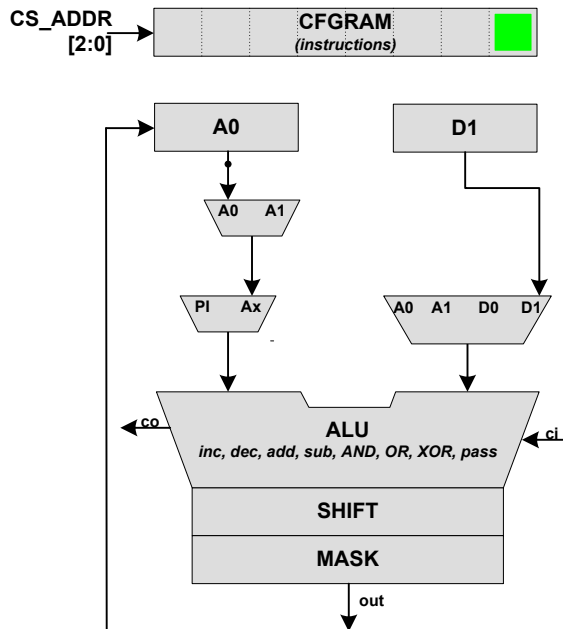 CS_ADDR
[2:0]
CFGRAM
(instructions)
A0
D1
A0 A1
PI Ax
A0 A1 D0 D1
co
ALU
ci
inc, dec, add, sub, AND, OR, XOR, pass
SHIFT
MASK
out